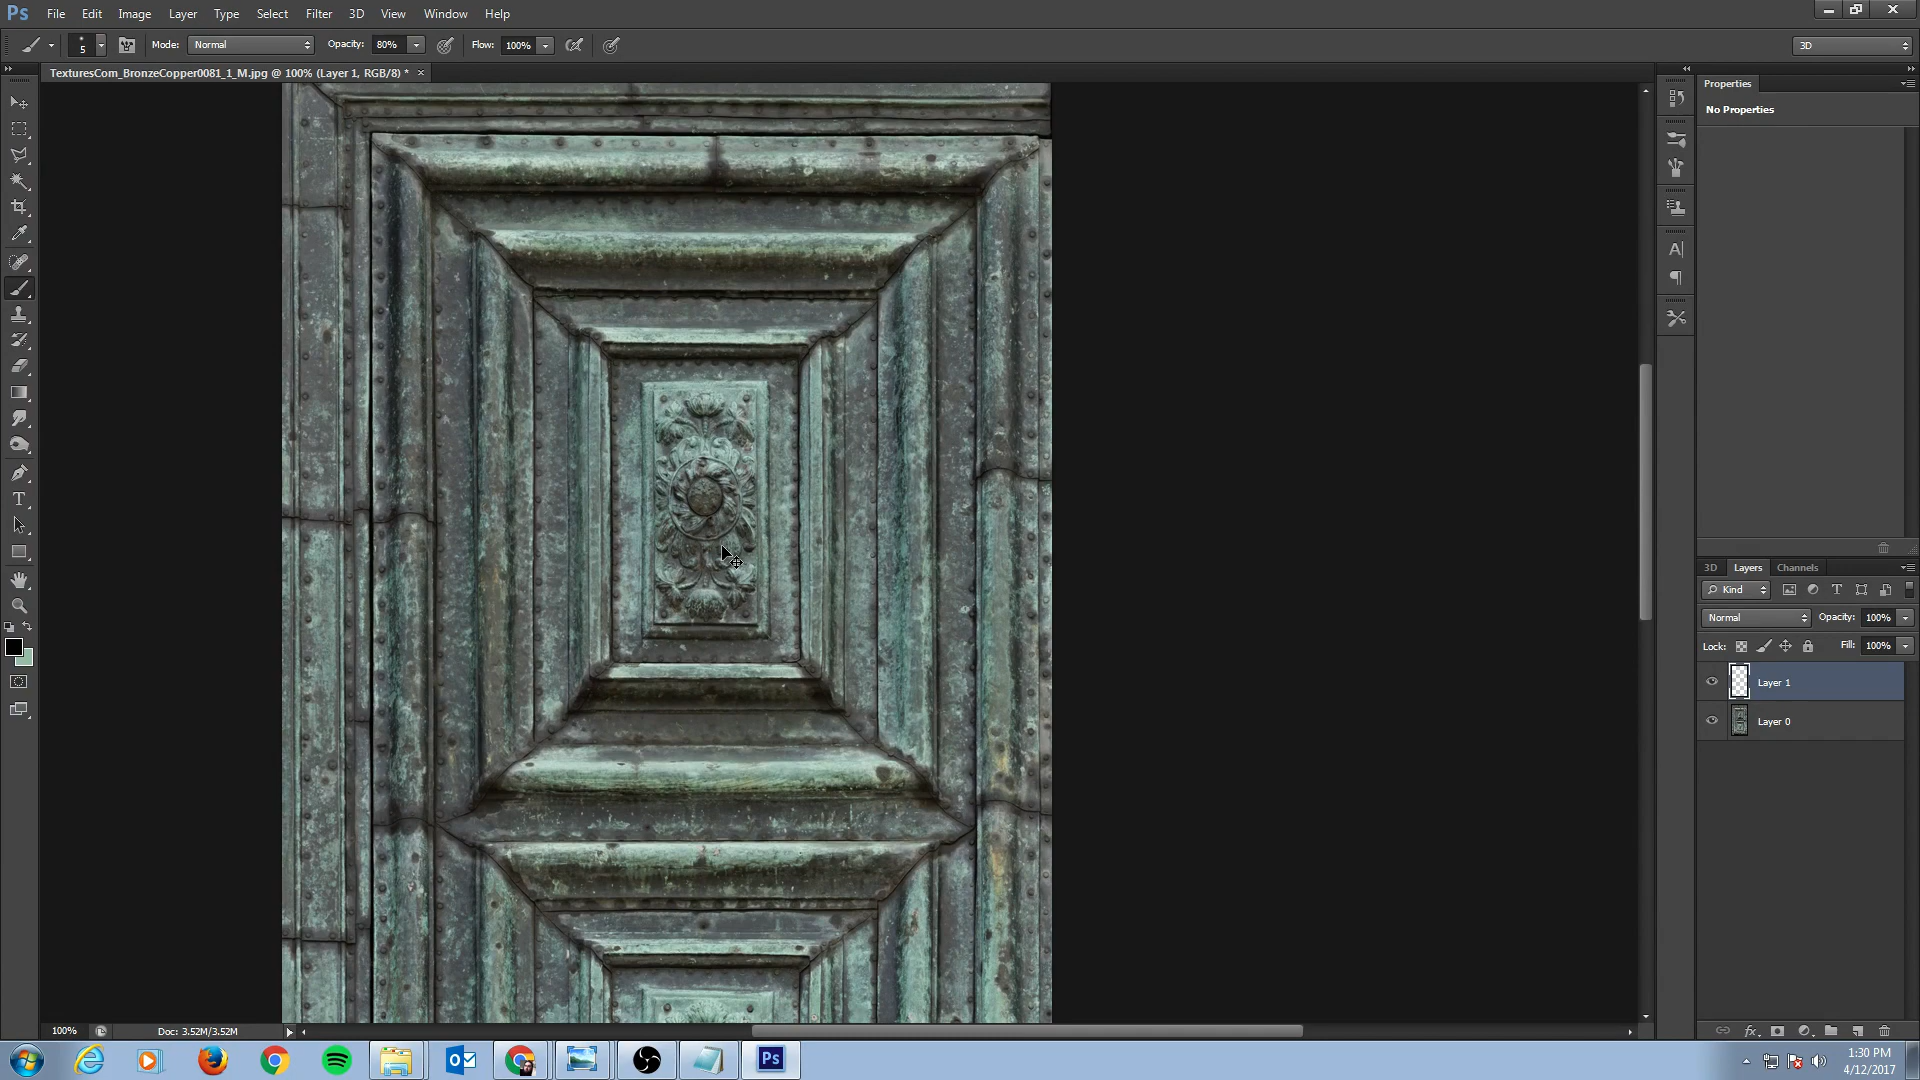 Ps File Edit Image Layer Type Select Filter 3D View Window Help
5 Mode: Normal Opacity: 80% Flow: 100% 3D
TexturesCom_BronzeCopper0081_1_M.jpg @ 100% (Layer 1, RGB/8) * ×
Properties
No Properties
3D Layers Channels
Kind
Normal Opacity: 100%
Lock: Fill: 100%
Layer 1
Layer 0
100% Doc: 3.52M/3.52M
Ps
1:30 PM
4/12/2017